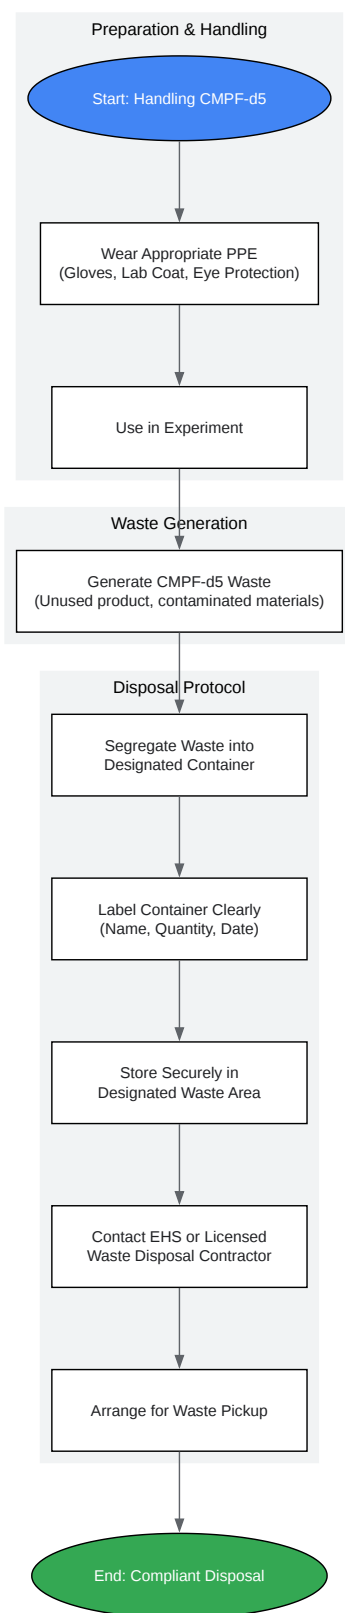 Preparation & Handling
Start: Handling CMPF-d5
Wear Appropriate PPE
(Gloves, Lab Coat, Eye Protection)
Use in Experiment
Waste Generation
Generate CMPF-d5 Waste
(Unused product, contaminated materials)
Disposal Protocol
Segregate Waste into
Designated Container
Label Container Clearly
(Name, Quantity, Date)
Store Securely in
Designated Waste Area
Contact EHS or Licensed
Waste Disposal Contractor
Arrange for Waste Pickup
End: Compliant Disposal